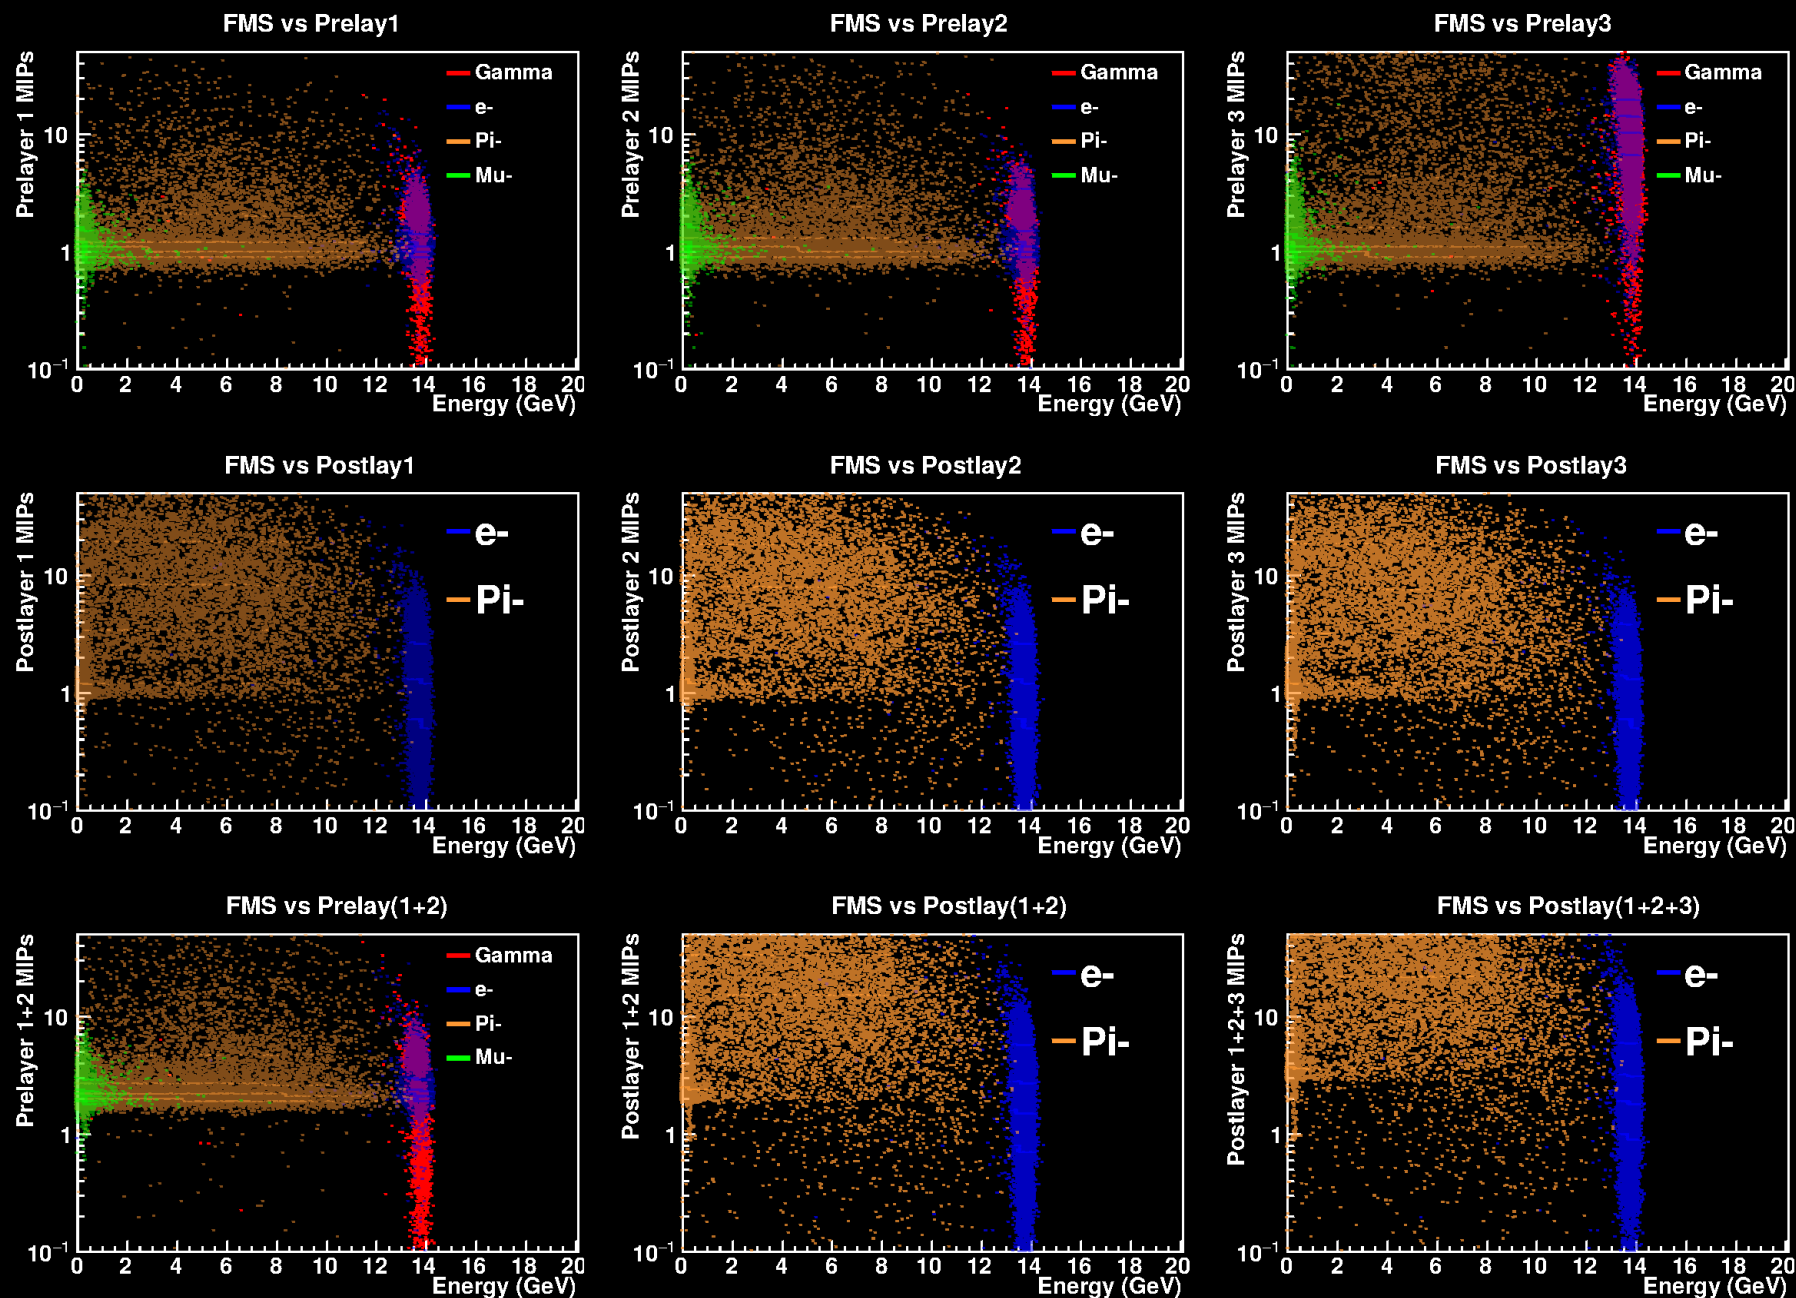 FMS vs Prelay1
Prelayer 1 MIPs
Gamma
e-
Pi-
Mu-
10
1
10⁻¹
0 2 4 6 8 10 12 14 16 18 20
Energy (GeV)
FMS vs Prelay2
Prelayer 2 MIPs
Gamma
e-
Pi-
Mu-
10
1
10⁻¹
0 2 4 6 8 10 12 14 16 18 20
Energy (GeV)
FMS vs Prelay3
Prelayer 3 MIPs
Gamma
e-
Pi-
Mu-
10
1
10⁻¹
0 2 4 6 8 10 12 14 16 18 20
Energy (GeV)
FMS vs Postlay1
Postlayer 1 MIPs
e-
Pi-
10
1
10⁻¹
0 2 4 6 8 10 12 14 16 18 20
Energy (GeV)
FMS vs Postlay2
Postlayer 2 MIPs
e-
Pi-
10
1
10⁻¹
0 2 4 6 8 10 12 14 16 18 20
Energy (GeV)
FMS vs Postlay3
Postlayer 3 MIPs
e-
Pi-
10
1
10⁻¹
0 2 4 6 8 10 12 14 16 18 20
Energy (GeV)
FMS vs Prelay(1+2)
Prelayer 1+2 MIPs
Gamma
e-
Pi-
Mu-
10
1
10⁻¹
0 2 4 6 8 10 12 14 16 18 20
Energy (GeV)
FMS vs Postlay(1+2)
Postlayer 1+2 MIPs
e-
Pi-
10
1
10⁻¹
0 2 4 6 8 10 12 14 16 18 20
Energy (GeV)
FMS vs Postlay(1+2+3)
Postlayer 1+2+3 MIPs
e-
Pi-
10
1
10⁻¹
0 2 4 6 8 10 12 14 16 18 20
Energy (GeV)